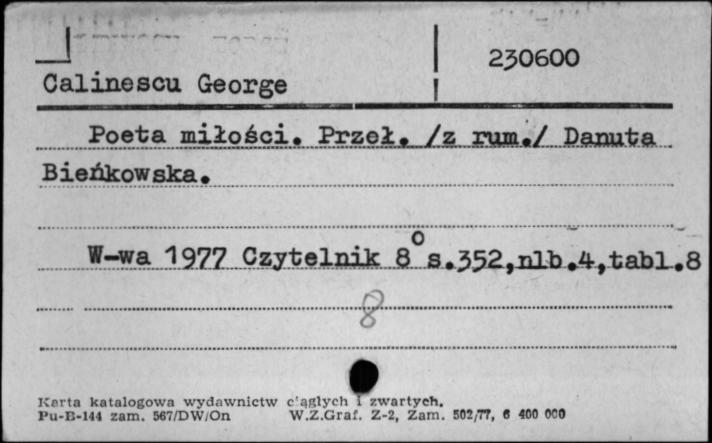 230600
Calinescu George
Poeta miłości. Przeł. /z rum./ Danuta
Bieńkowska.
W-wa 1977 Czytelnik 8° s.352,nlb.4,tabl.8
8
Karta katalogowa wydawnictw ciągłych i zwartych.
Pu-B-144 zam. 567/DW/On W.Z.Graf. Z-2, Zam. 502/77, 6 400 000